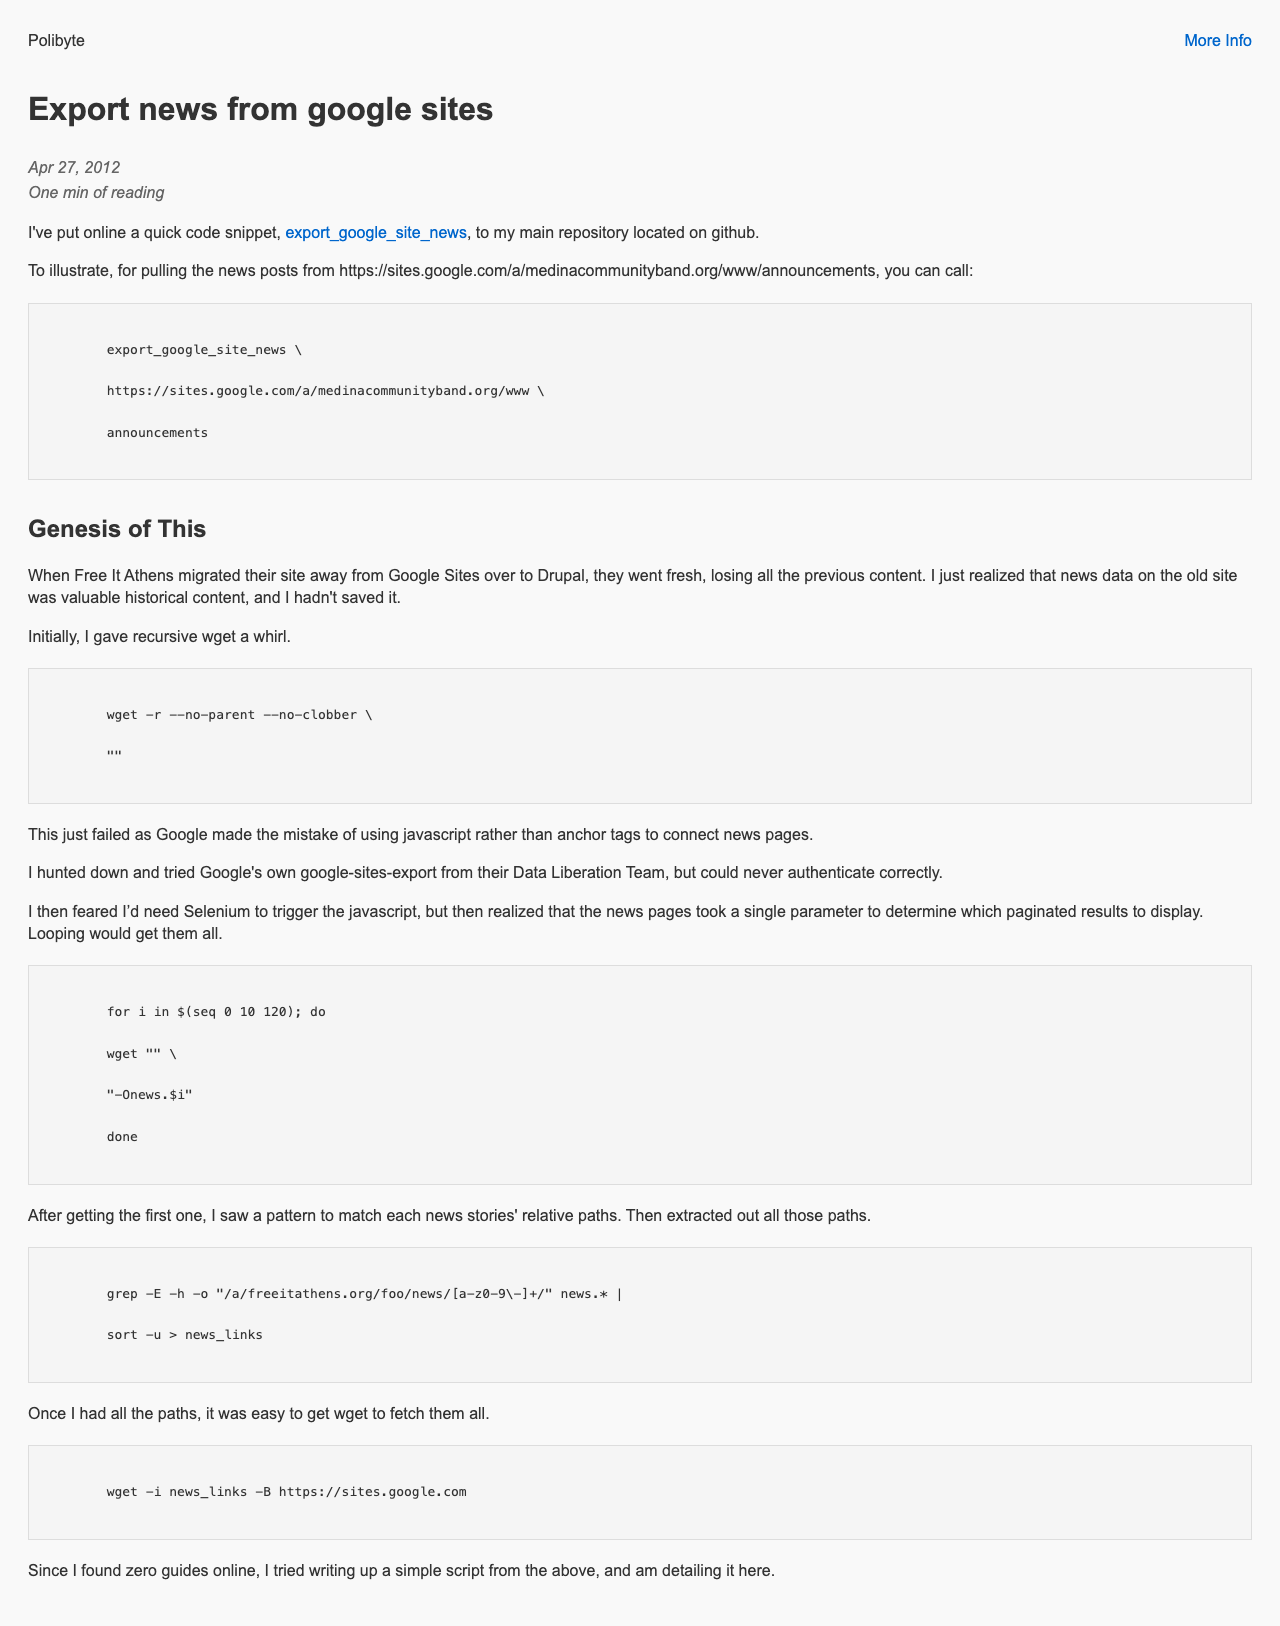 Polibyte
More Info
Export news from google sites
Apr 27, 2012
One min of reading
I've put online a quick code snippet, export_google_site_news, to my main repository located on github.
To illustrate, for pulling the news posts from https://sites.google.com/a/medinacommunityband.org/www/announcements, you can call:
export_google_site_news \
https://sites.google.com/a/medinacommunityband.org/www \
announcements
Genesis of This
When Free It Athens migrated their site away from Google Sites over to Drupal, they went fresh, losing all the previous content. I just realized that news data on the old site
was valuable historical content, and I hadn't saved it.
Initially, I gave recursive wget a whirl.
wget -r --no-parent --no-clobber \
""
This just failed as Google made the mistake of using javascript rather than anchor tags to connect news pages.
I hunted down and tried Google's own google-sites-export from their Data Liberation Team, but could never authenticate correctly.
I then feared I’d need Selenium to trigger the javascript, but then realized that the news pages took a single parameter to determine which paginated results to display.
Looping would get them all.
for i in $(seq 0 10 120); do
wget "" \
"-Onews.$i"
done
After getting the first one, I saw a pattern to match each news stories' relative paths. Then extracted out all those paths.
grep -E -h -o "/a/freeitathens.org/foo/news/[a-z0-9\-]+/" news.* |
sort -u > news_links
Once I had all the paths, it was easy to get wget to fetch them all.
wget -i news_links -B https://sites.google.com
Since I found zero guides online, I tried writing up a simple script from the above, and am detailing it here.